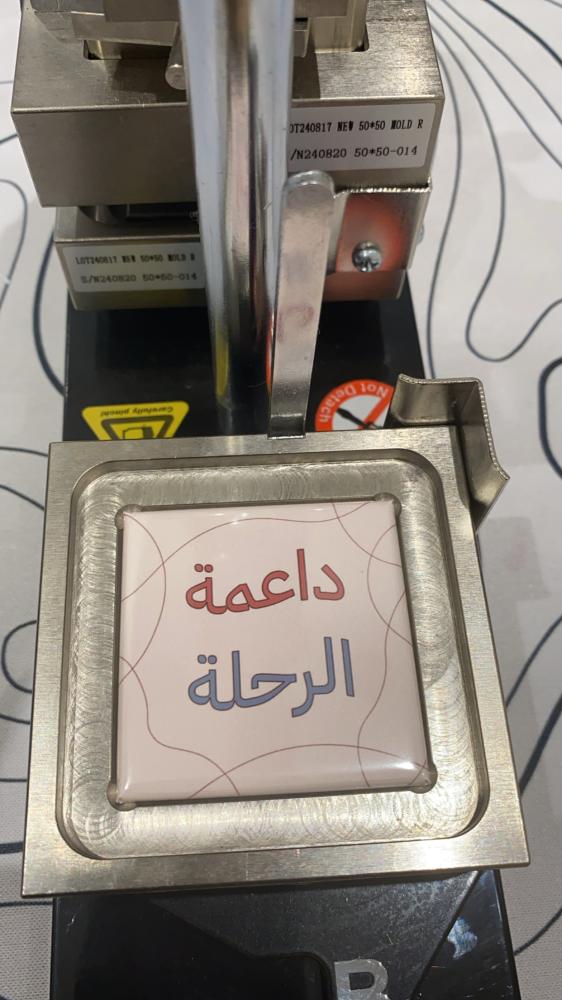 OT240817 NEW 50*50 MOLD R
/N240820 50*50-014
LOT240817 NEW 50*50 MOLD R
S/N240820 50*50-014
Carefully pinch!
Not Detach
داعمة
الرحلة
R